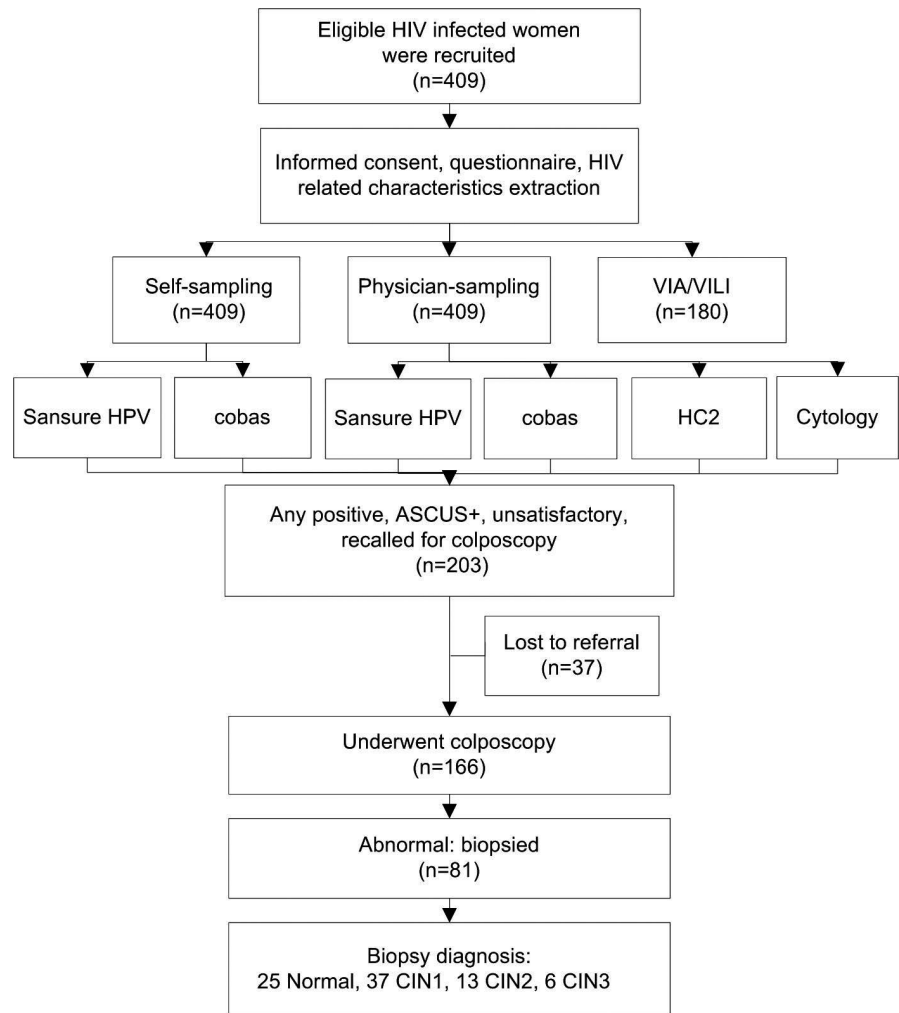 Eligible HIV infected women
were recruited
(n=409)
Informed consent, questionnaire, HIV
related characteristics extraction
Self-sampling
(n=409)
Physician-sampling
(n=409)
VIA/VILI
(n=180)
Sansure HPV
cobas
Sansure HPV
cobas
HC2
Cytology
Any positive, ASCUS+, unsatisfactory,
recalled for colposcopy
(n=203)
Lost to referral
(n=37)
Underwent colposcopy
(n=166)
Abnormal: biopsied
(n=81)
Biopsy diagnosis:
25 Normal, 37 CIN1, 13 CIN2, 6 CIN3